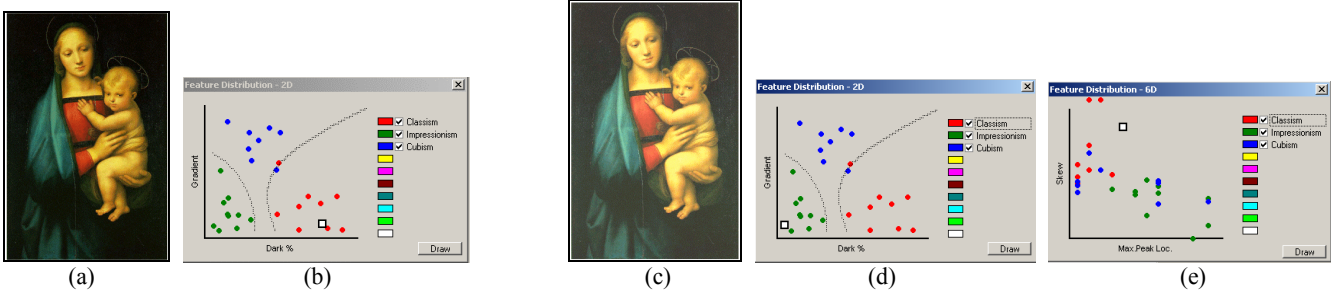 Feature Distribution - 2D
Classism
Impressionism
Cubism
Gradient
Dark %
Draw
Feature Distribution - 2D
Classism
Impressionism
Cubism
Gradient
Dark %
Draw
Feature Distribution - 6D
Classism
Impressionism
Cubism
Skew
Max.Peak Loc.
Draw
(a)
(b)
(c)
(d)
(e)